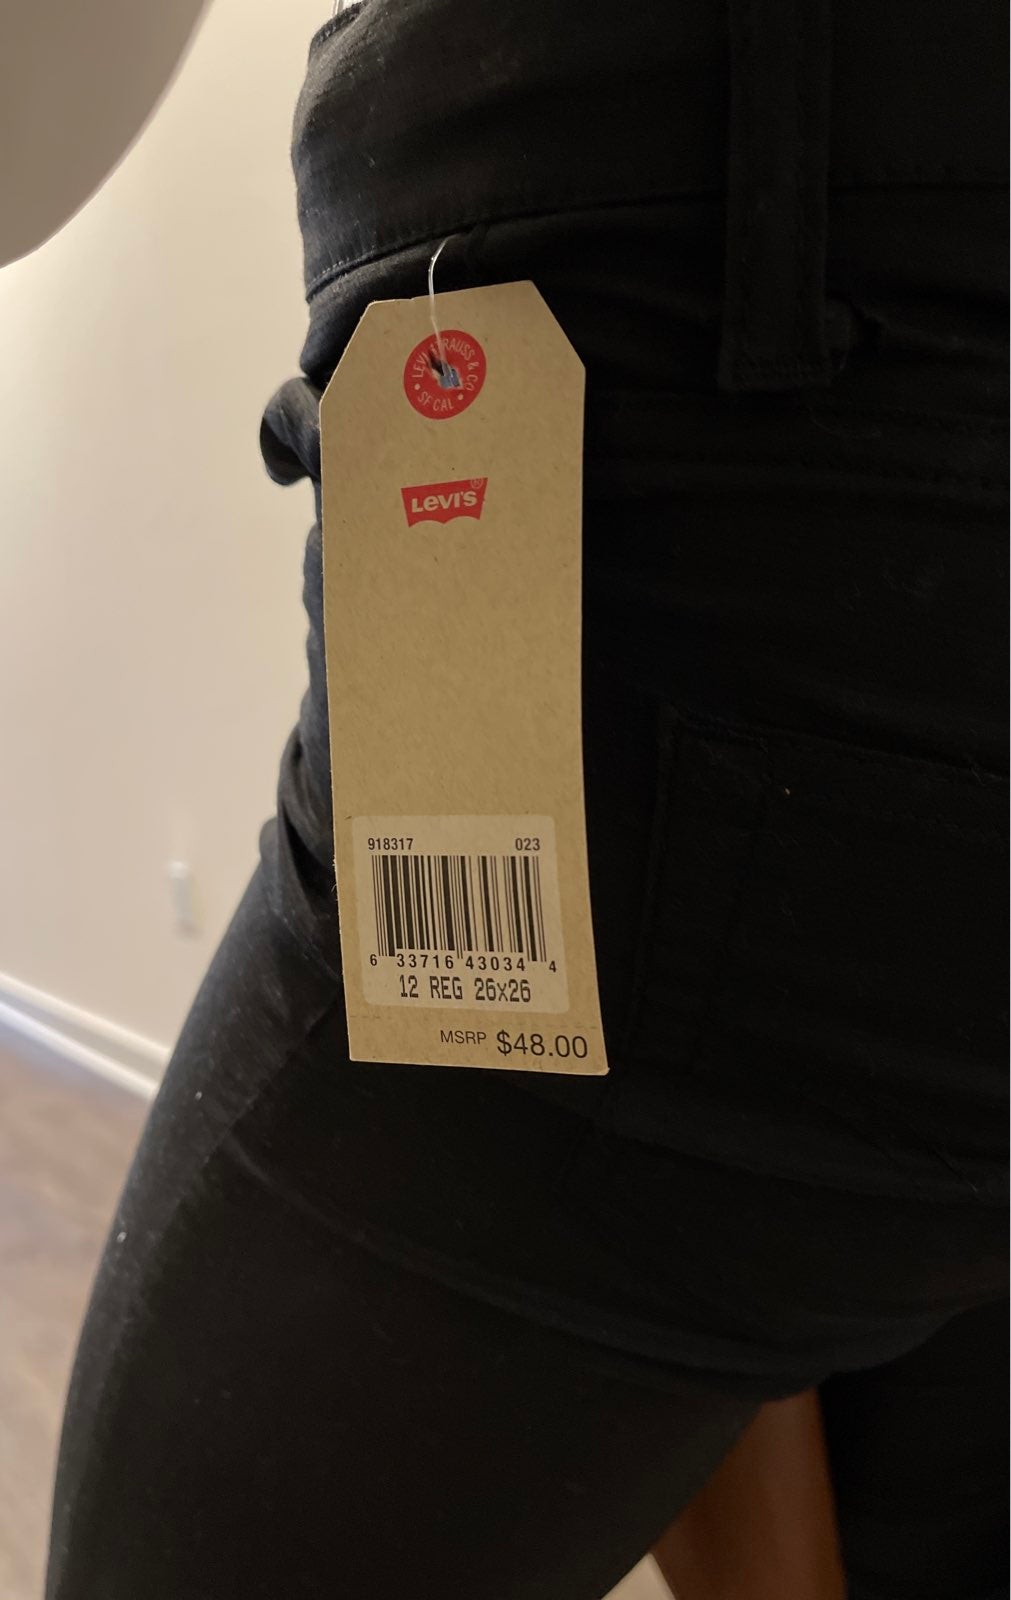 LEVI STRAUSS & CO
• SF CAL •
LEVI'S®
918317 023
6 33716 43034 4
12 REG 26x26
MSRP $48.00